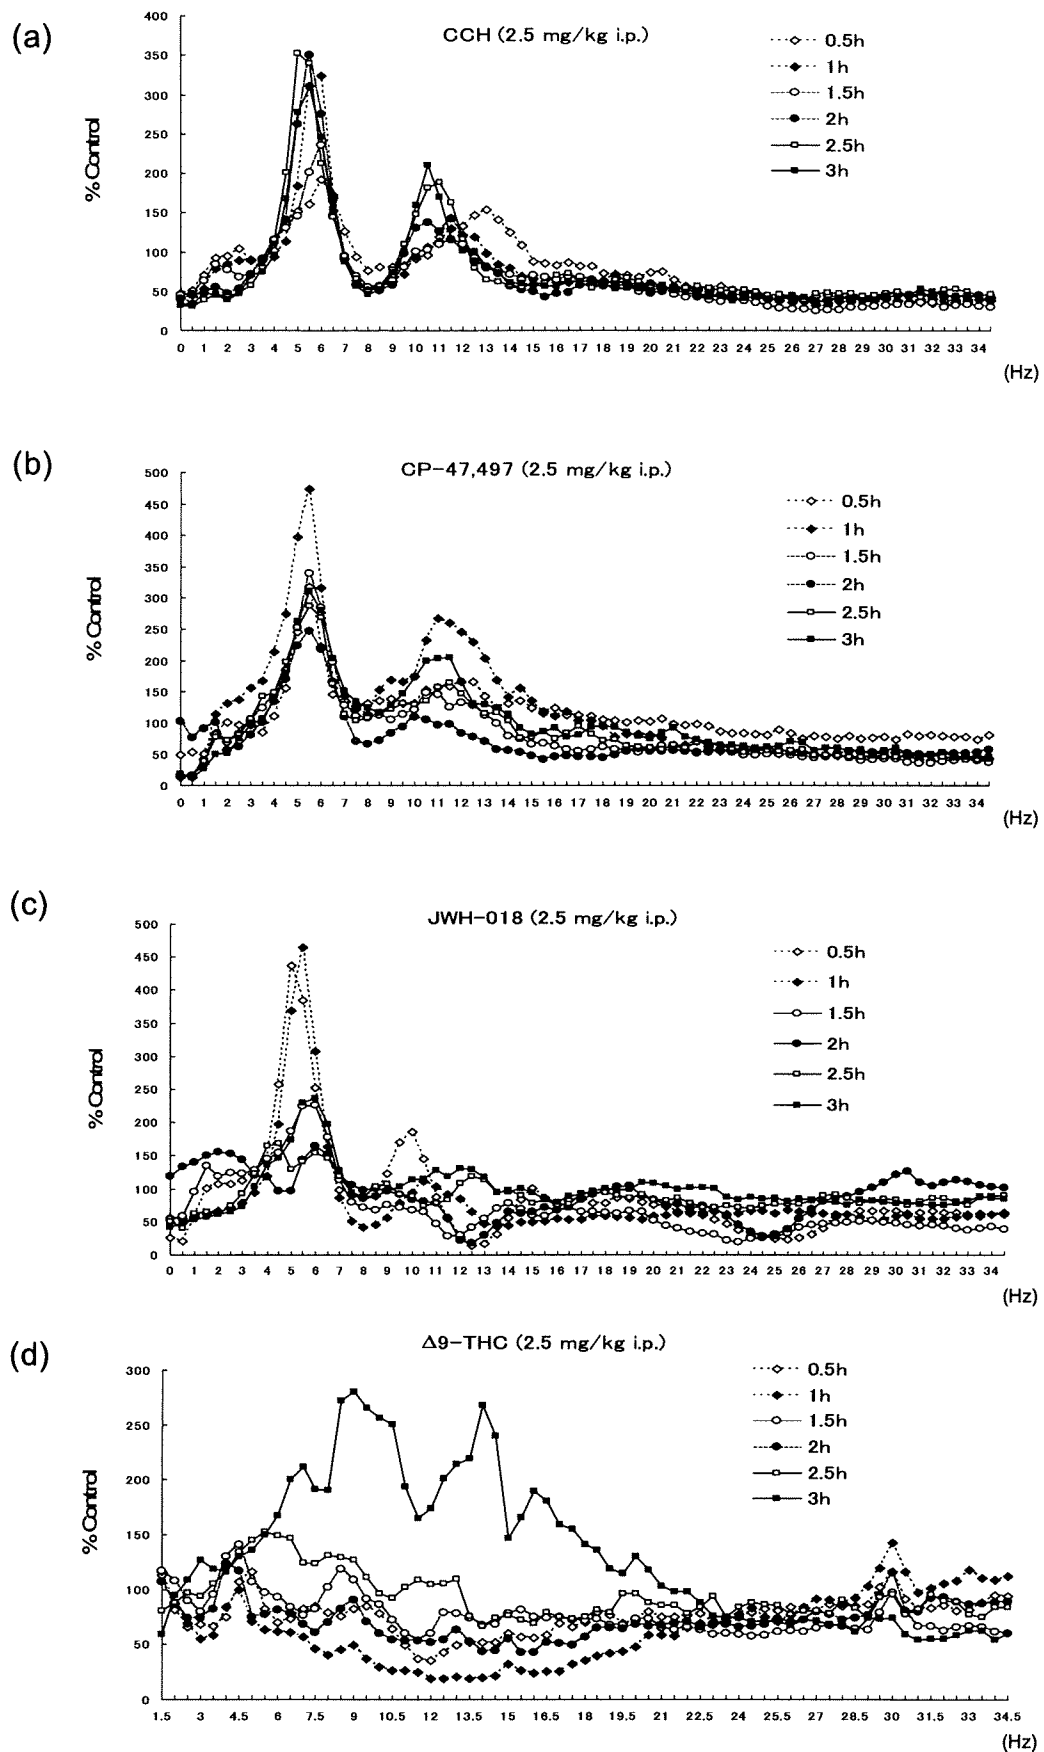 (a)
CCH (2.5 mg/kg i.p.)
% Control
400
350
300
250
200
150
100
50
0
0.5h
1h
1.5h
2h
2.5h
3h
0 1 2 3 4 5 6 7 8 9 10 11 12 13 14 15 16 17 18 19 20 21 22 23 24 25 26 27 28 29 30 31 32 33 34
(Hz)
(b)
CP-47,497 (2.5 mg/kg i.p.)
% Control
500
450
400
350
300
250
200
150
100
50
0
0.5h
1h
1.5h
2h
2.5h
3h
0 1 2 3 4 5 6 7 8 9 10 11 12 13 14 15 16 17 18 19 20 21 22 23 24 25 26 27 28 29 30 31 32 33 34
(Hz)
(c)
JWH-018 (2.5 mg/kg i.p.)
% Control
500
450
400
350
300
250
200
150
100
50
0
0.5h
1h
1.5h
2h
2.5h
3h
0 1 2 3 4 5 6 7 8 9 10 11 12 13 14 15 16 17 18 19 20 21 22 23 24 25 26 27 28 29 30 31 32 33 34
(Hz)
(d)
Δ9-THC (2.5 mg/kg i.p.)
% Control
300
250
200
150
100
50
0
0.5h
1h
1.5h
2h
2.5h
3h
1.5 3 4.5 6 7.5 9 10.5 12 13.5 15 16.5 18 19.5 21 22.5 24 25.5 27 28.5 30 31.5 33 34.5
(Hz)